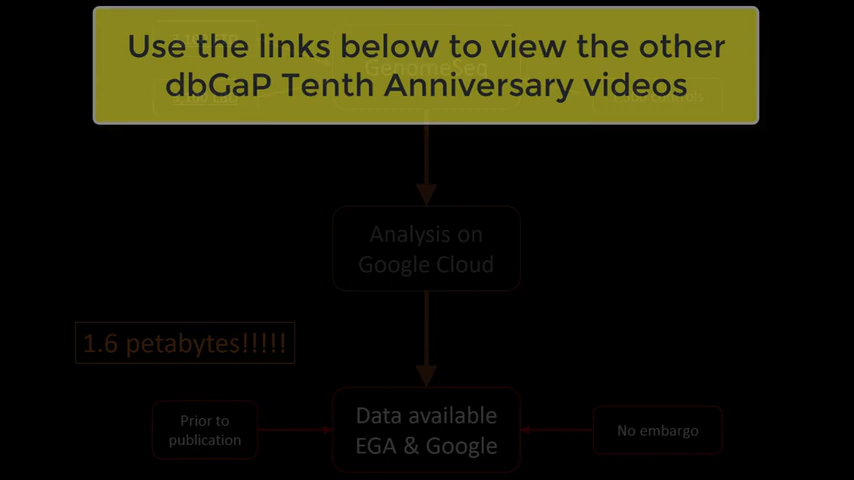 Use the links below to view the other
dbGaP Tenth Anniversary videos
GenomeSeq
Analysis on
Google Cloud
1.6 petabytes!!!!!
Prior to
publication
Data available
EGA & Google
No embargo